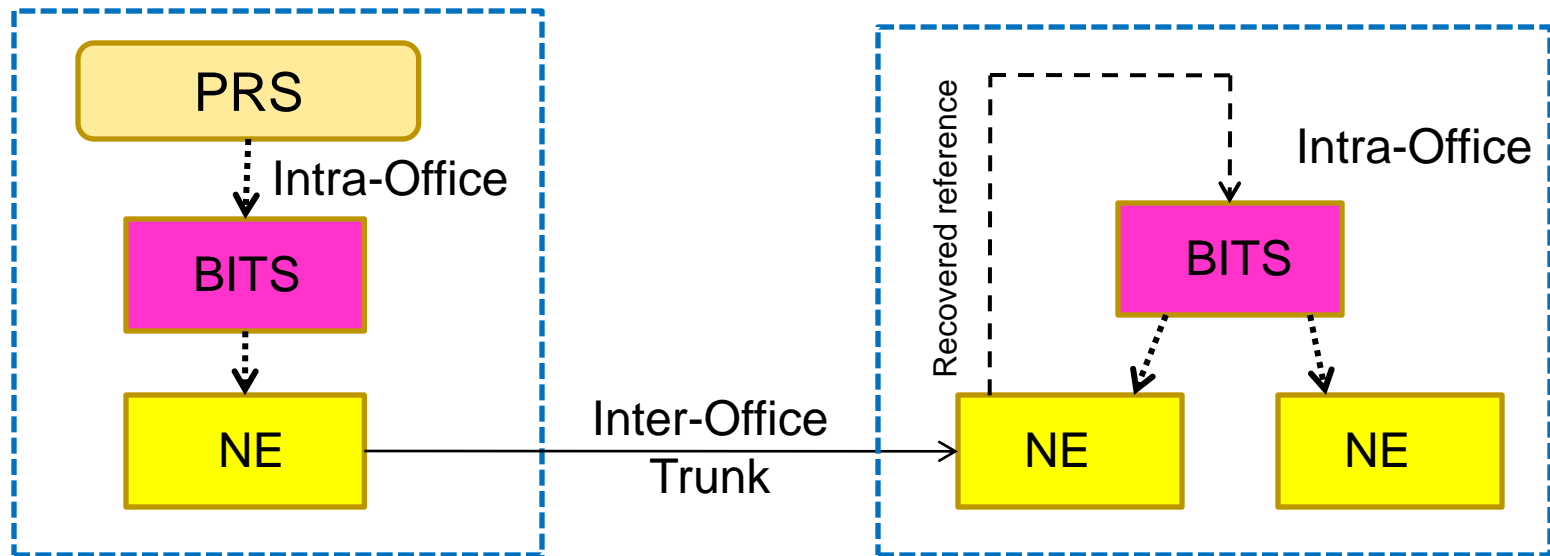 PRS
Intra-Office
BITS
NE
Inter-Office
Trunk
Recovered reference
Intra-Office
BITS
NE
NE